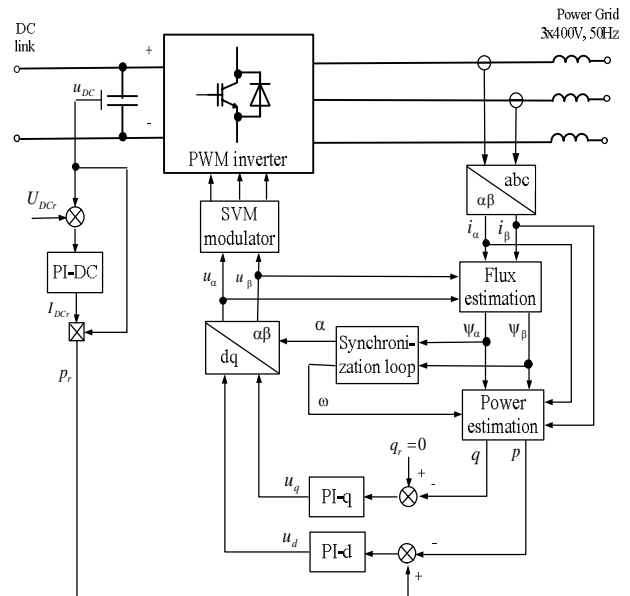 DC
link
Power Grid
3x400V, 50Hz
+
u_DC
-
PWM inverter
abc
αβ
U_DCr
SVM
modulator
i_α
i_β
PI-DC
u_α
u_β
Flux
estimation
I_DCr
αβ
dq
α
Synchroni-
zation loop
ψ_α
ψ_β
p_r
ω
Power
estimation
q_r=0
q
p
+
u_q
PI-q
-
u_d
PI-d
-
+